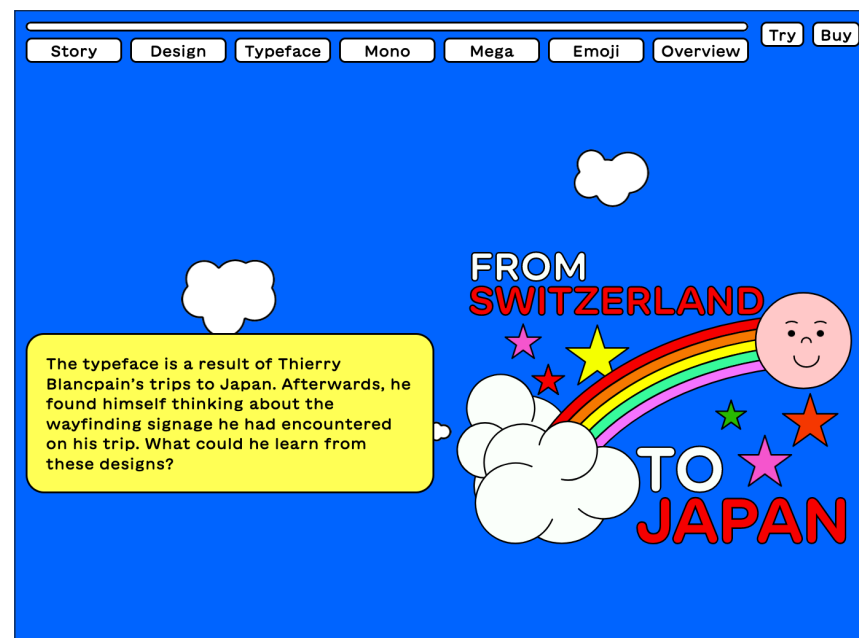 Try
Buy
Story
Design
Typeface
Mono
Mega
Emoji
Overview
FROM
SWITZERLAND
The typeface is a result of Thierry
Blancpain's trips to Japan. Afterwards, he
found himself thinking about the
wayfinding signage he had encountered
on his trip. What could he learn from
these designs?
TO
JAPAN